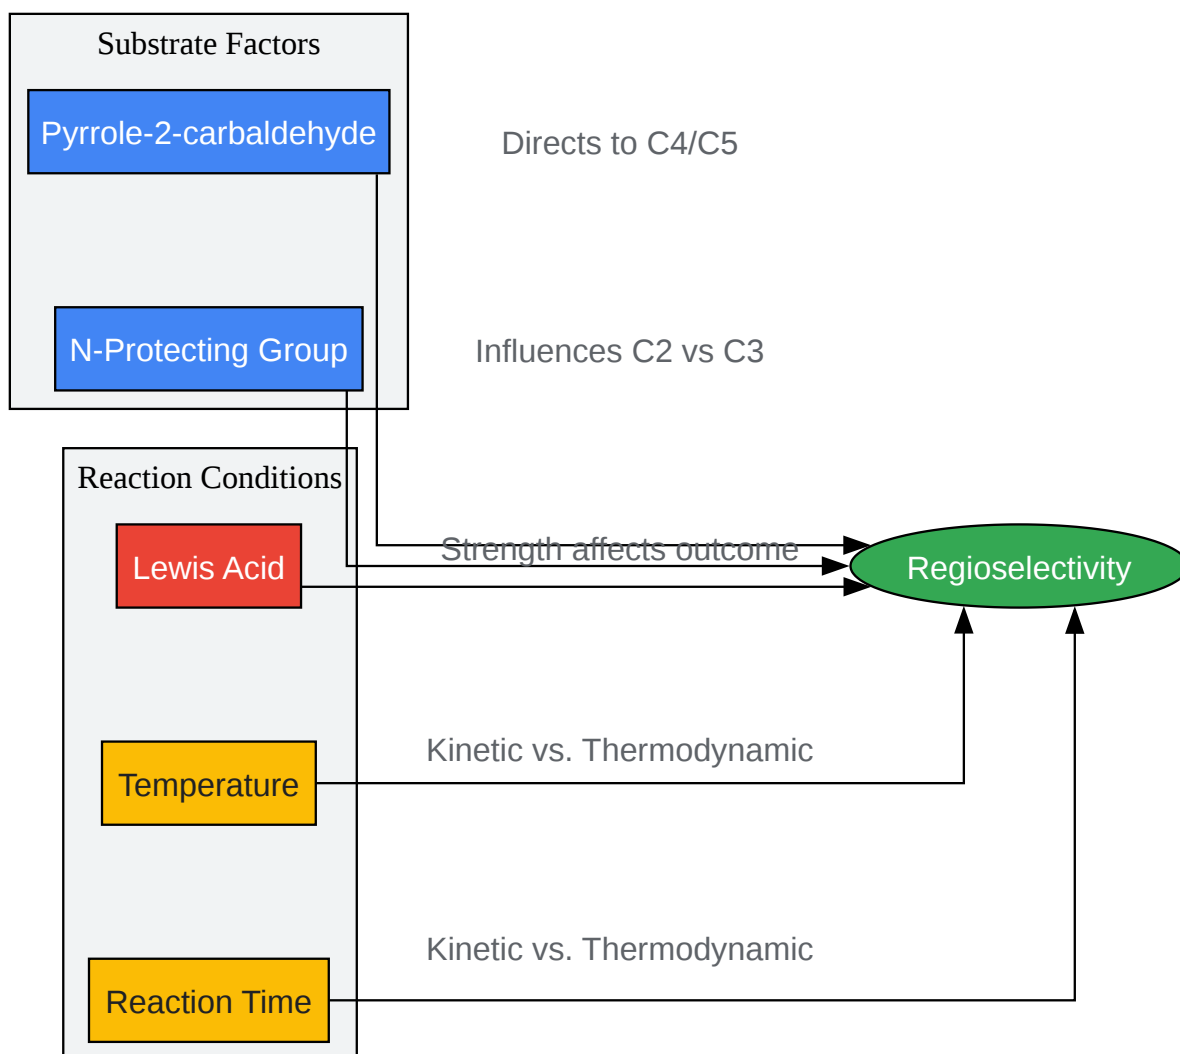 Substrate Factors
Pyrrole-2-carbaldehyde
Directs to C4/C5
N-Protecting Group
Influences C2 vs C3
Reaction Conditions
Lewis Acid
Strength affects outcome
Regioselectivity
Kinetic vs. Thermodynamic
Temperature
Kinetic vs. Thermodynamic
Reaction Time